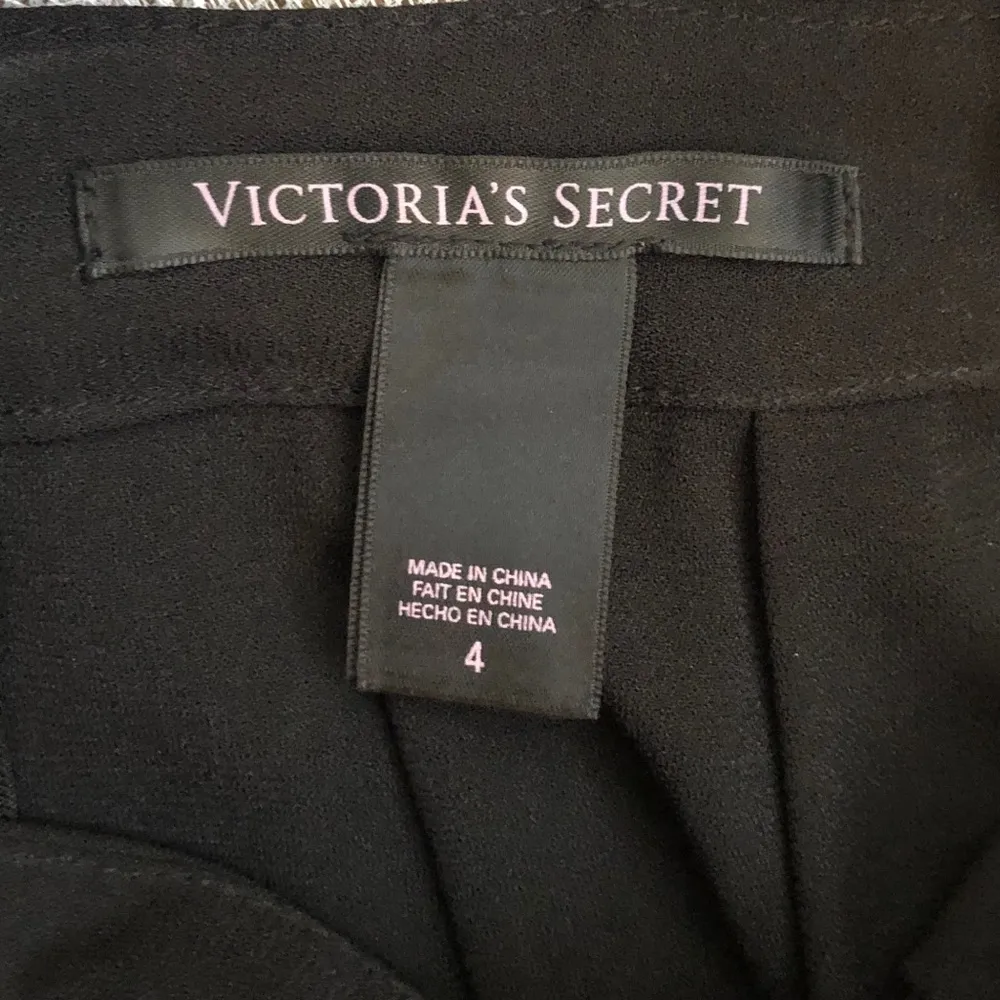 VICTORIA'S SECRET
MADE IN CHINA
FAIT EN CHINE
HECHO EN CHINA
4